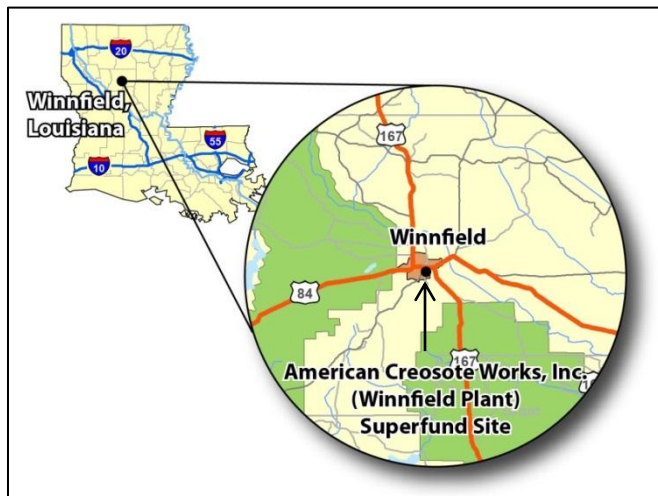 20
Winnfield,
Louisiana
55
10
167
Winnfield
84
167
American Creosote Works, Inc.
(Winnfield Plant)
Superfund Site